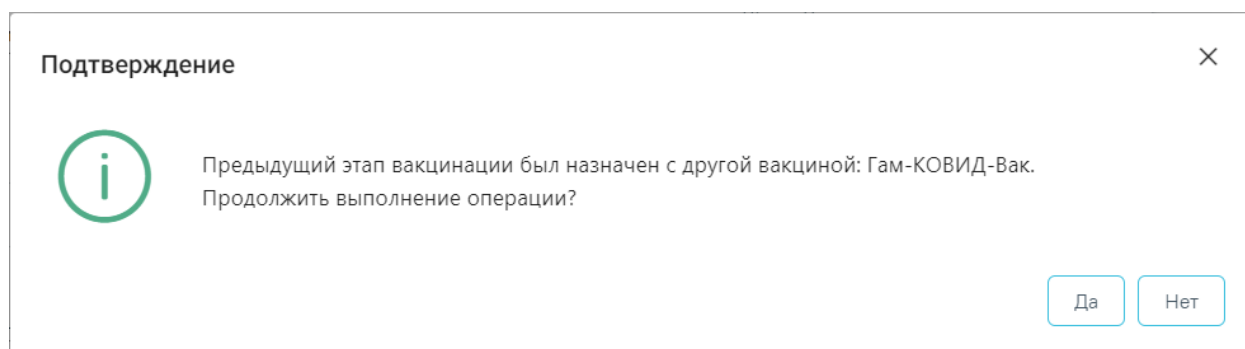 Подтверждение
Предыдущий этап вакцинации был назначен с другой вакциной: Гам-КОВИД-Вак.
Продолжить выполнение операции?
Да
Нет